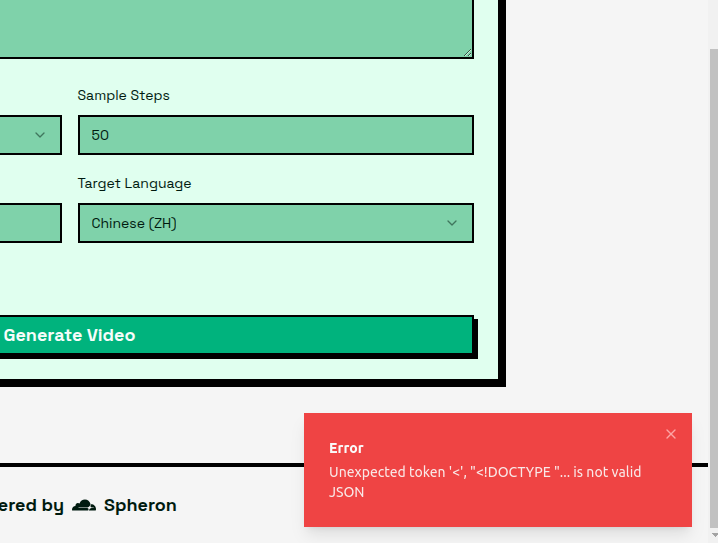 Sample Steps
50
Target Language
Chinese (ZH)
Generate Video
Error
Unexpected token '<', "<!DOCTYPE "... is not valid
JSON
ered by Spheron